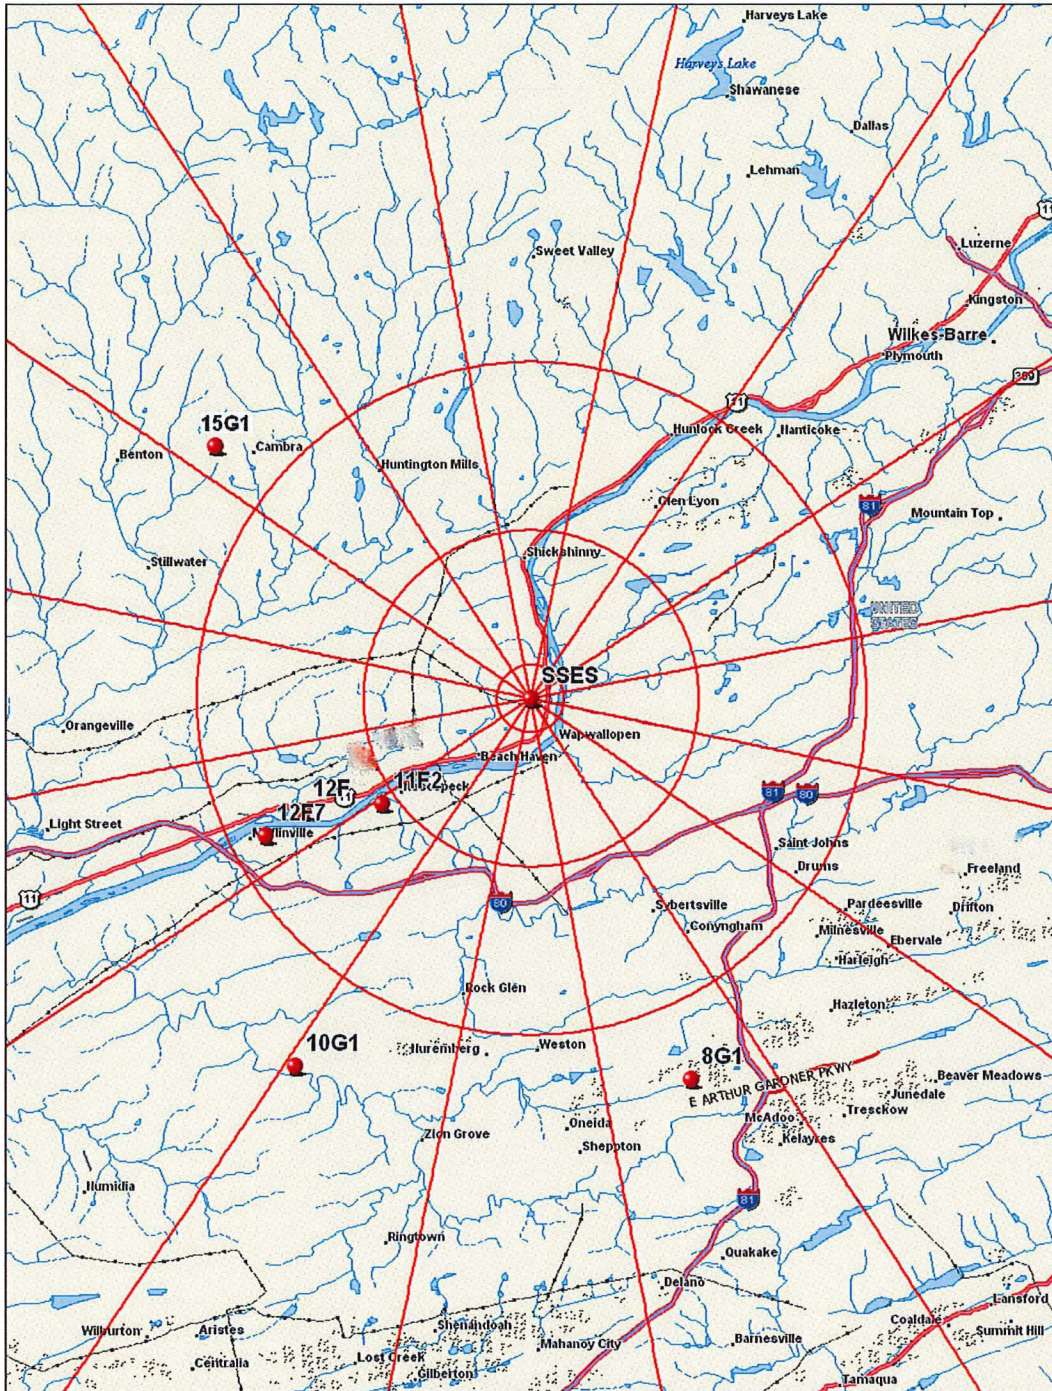 Harveys Lake
Harveys Lake
Shawanese
Dallas
Lehman
11
Luzerne
Sweet Valley
Kingston
Wilkes-Barre
Plymouth
309
11
15G1
Hunlock Creek
Nanticoke
Cambra
Benton
Huntington Mills
Glen Lyon
81
Mountain Top
Shickshinny
Stillwater
UNITED
STATES
SSES
Orangeville
Wapwallopen
Beach Haven
11F2
12F
12F7
11
81
80
Light Street
Saint Johns
Drums
Freeland
11
80
Sybertsville
Pardeesville
Drifton
Conyngham
Milnesville
Ebervale
Harleigh
Rock Glen
Hazleton
10G1
Nuremberg
Weston
8G1
E ARTHUR GARDNER PKWY
Beaver Meadows
Junedale
Tresckow
McAdoo
Oneida
Zion Grove
Kelayres
Sheppton
Numidia
81
Ringtown
Quakake
Delano
Lansford
Wilburton
Aristes
Shenandoah
Coaldale
Summit Hill
Mahanoy City
Barnesville
Centralia
Lost Creek
Gilberton
Tamaqua